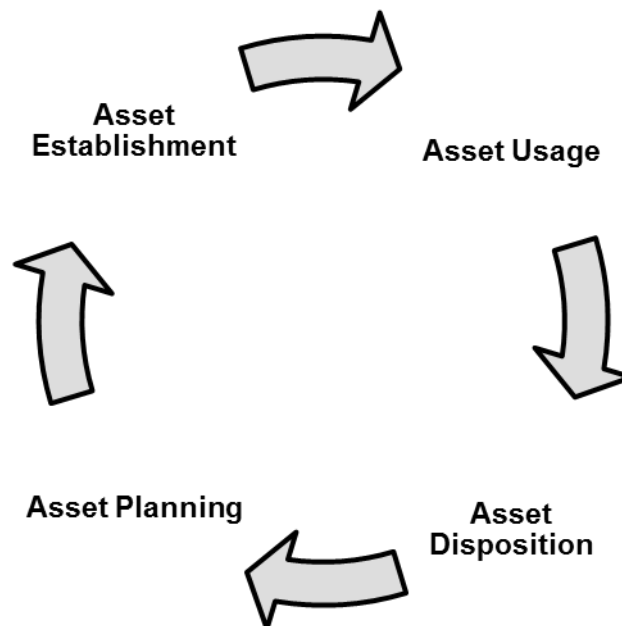 Asset
Establishment
Asset Usage
Asset Planning
Asset
Disposition